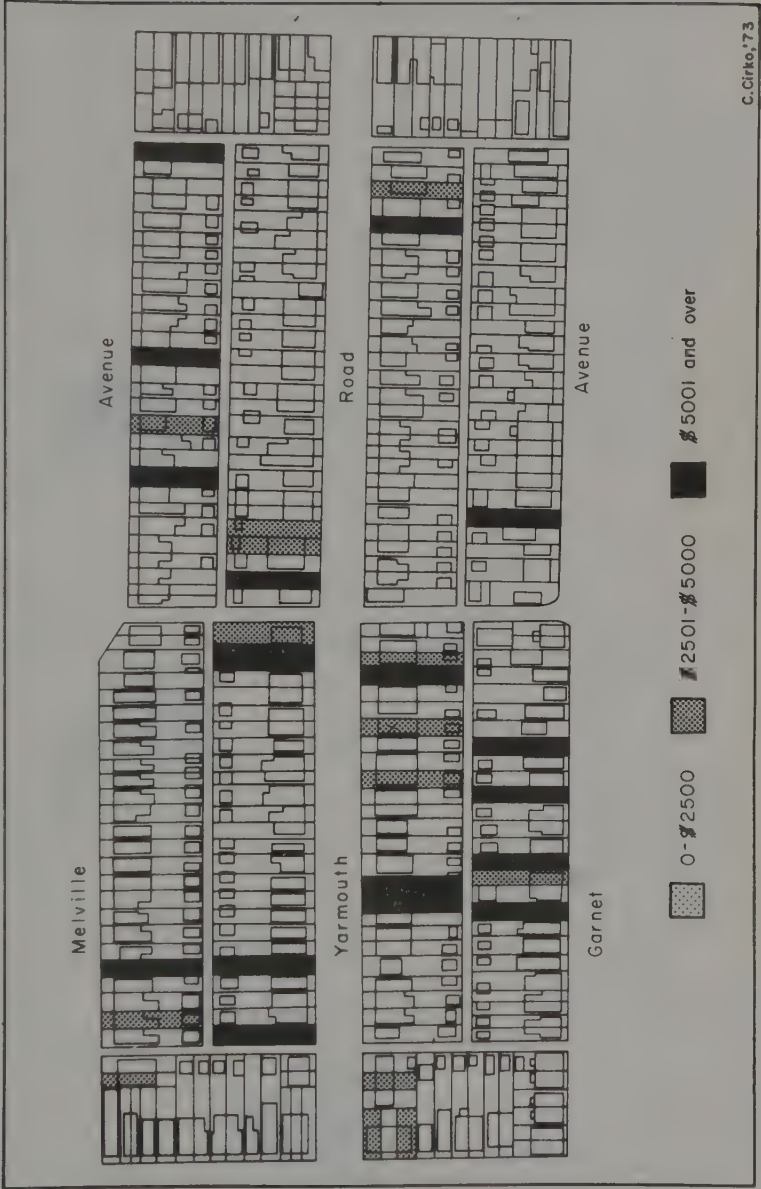 Melville Avenue
Yarmouth Road
Garnet Avenue
0-$2500
$2501-$5000
$5001 and over
C.Cirko,'73